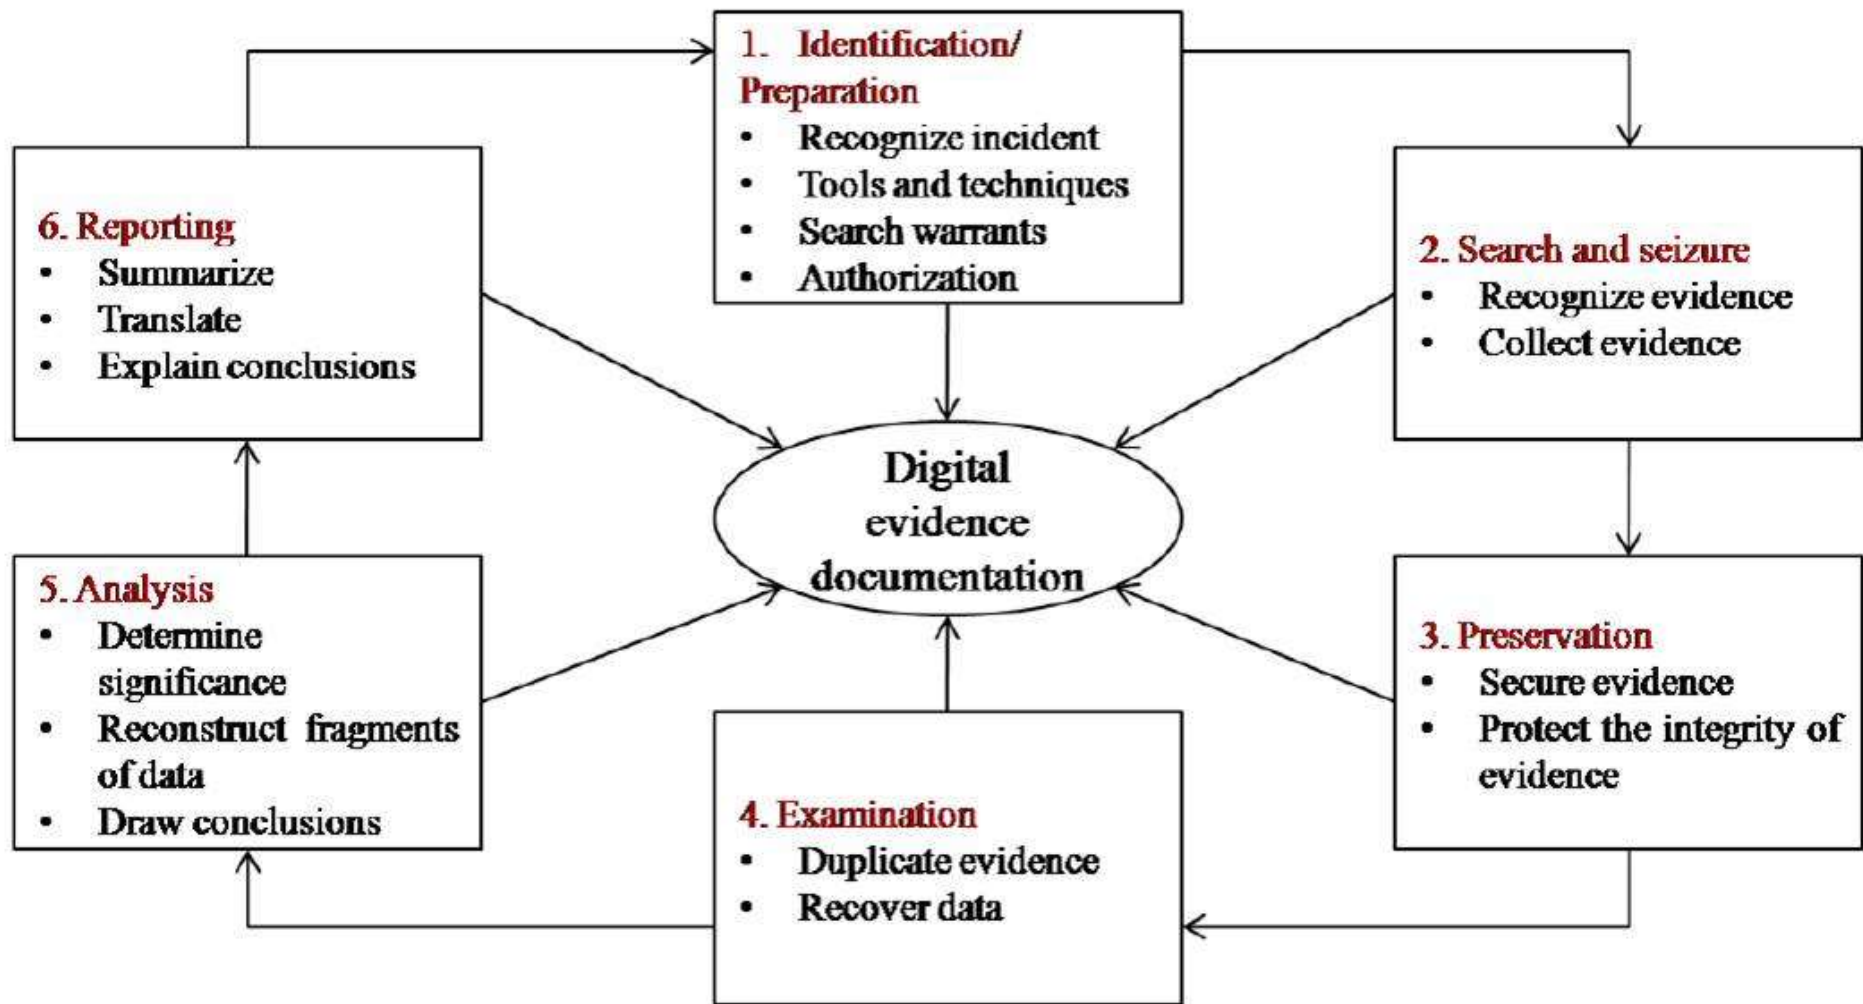 1. Identification/
Preparation
• Recognize incident
• Tools and techniques
• Search warrants
• Authorization
2. Search and seizure
• Recognize evidence
• Collect evidence
3. Preservation
• Secure evidence
• Protect the integrity of
evidence
4. Examination
• Duplicate evidence
• Recover data
5. Analysis
• Determine
significance
• Reconstruct fragments
of data
• Draw conclusions
6. Reporting
• Summarize
• Translate
• Explain conclusions
Digital
evidence
documentation